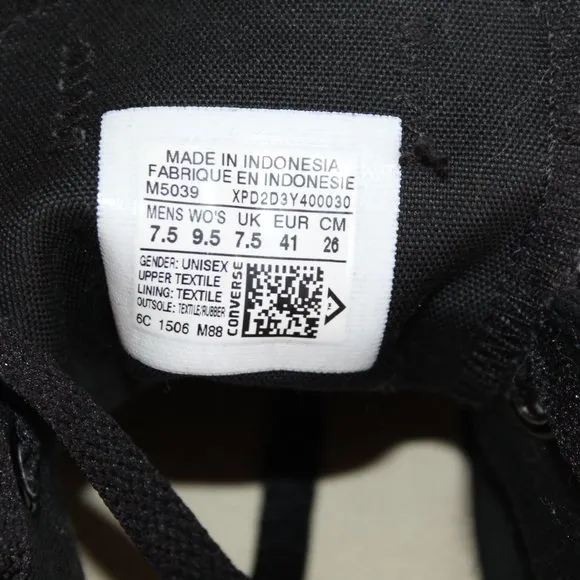 MADE IN INDONESIA
FABRIQUE EN INDONESIE
M5039 XPD2D3Y400030
MENS WO'S UK EUR CM
7.5 9.5 7.5 41 26
GENDER: UNISEX
UPPER TEXTILE
LINING: TEXTILE
OUTSOLE: TEXTILE/RUBBER
6C 1506 M88
CONVERSE